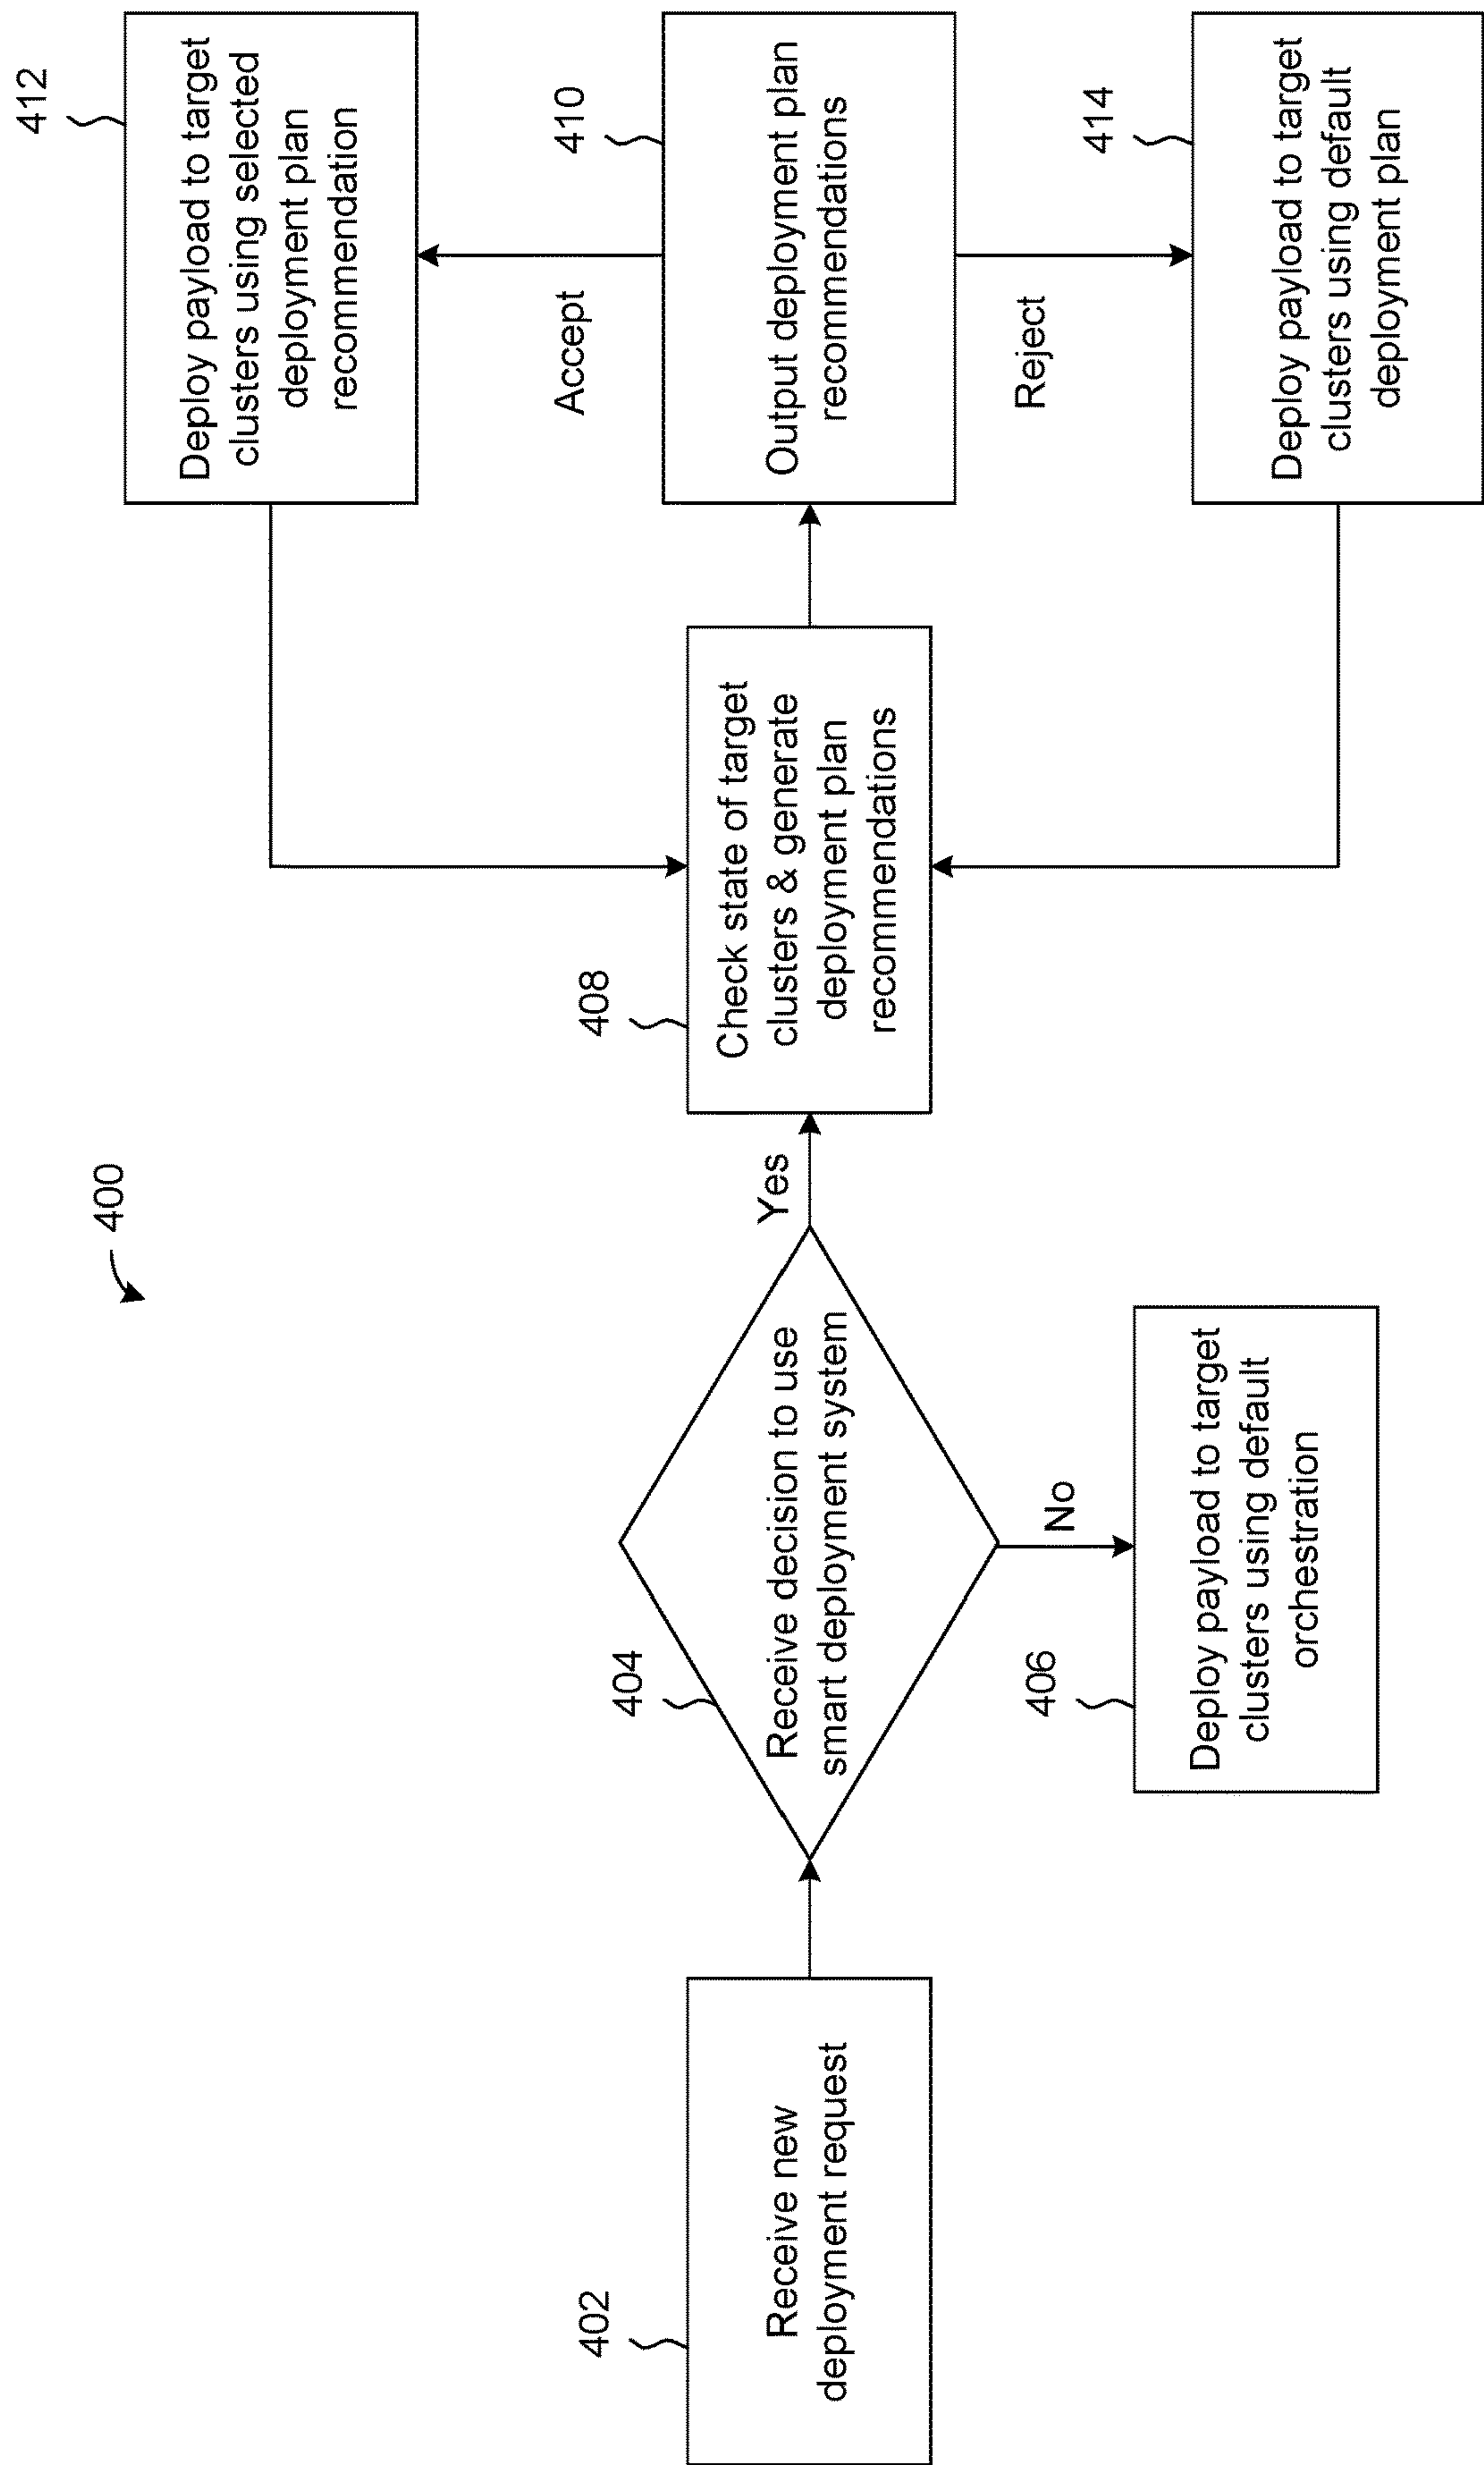 400
402
Receive new
deployment request
404
Receive decision to use
smart deployment system
Yes
No
406
Deploy payload to target
clusters using default
orchestration
408
Check state of target
clusters & generate
deployment plan
recommendations
410
Output deployment plan
recommendations
Accept
Reject
412
Deploy payload to target
clusters using selected
deployment plan
recommendation
414
Deploy payload to target
clusters using default
deployment plan